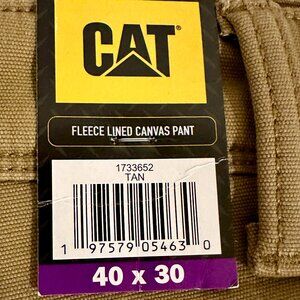 CAT
FLEECE LINED CANVAS PANT
1733652
TAN
1 97579 05463 0
40 x 30